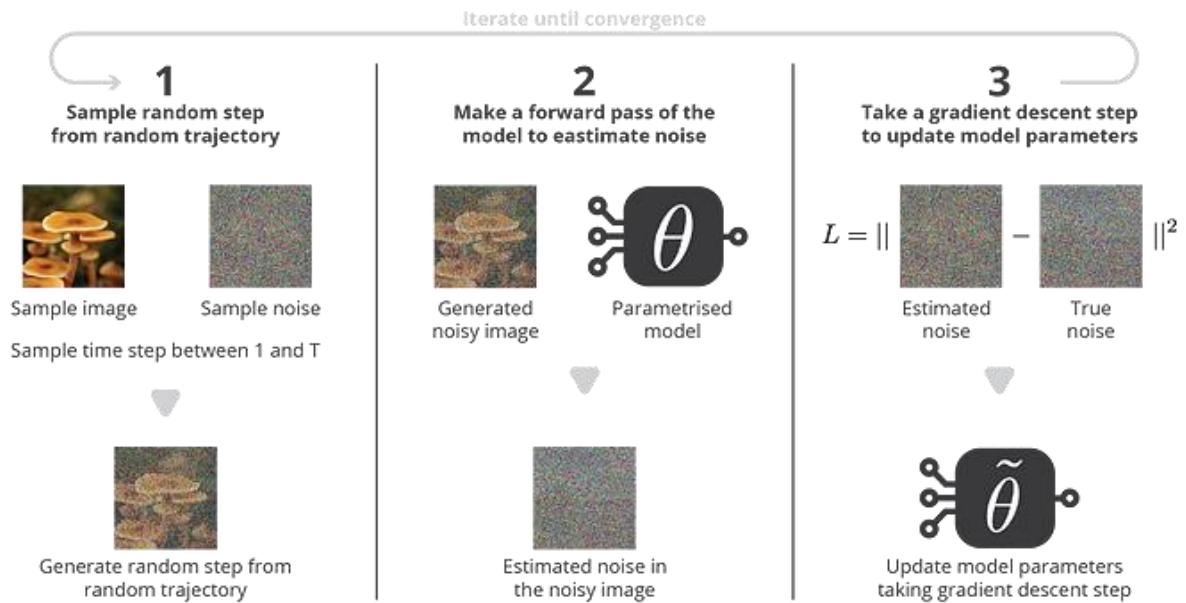 Iterate until convergence
1
Sample random step
from random trajectory
Sample image
Sample noise
Sample time step between 1 and T
Generate random step from
random trajectory
2
Make a forward pass of the
model to eastimate noise
θ
Generated
noisy image
Parametrised
model
Estimated noise in
the noisy image
3
Take a gradient descent step
to update model parameters
L = || − ||²
Estimated
noise
True
noise
θ̃
Update model parameters
taking gradient descent step